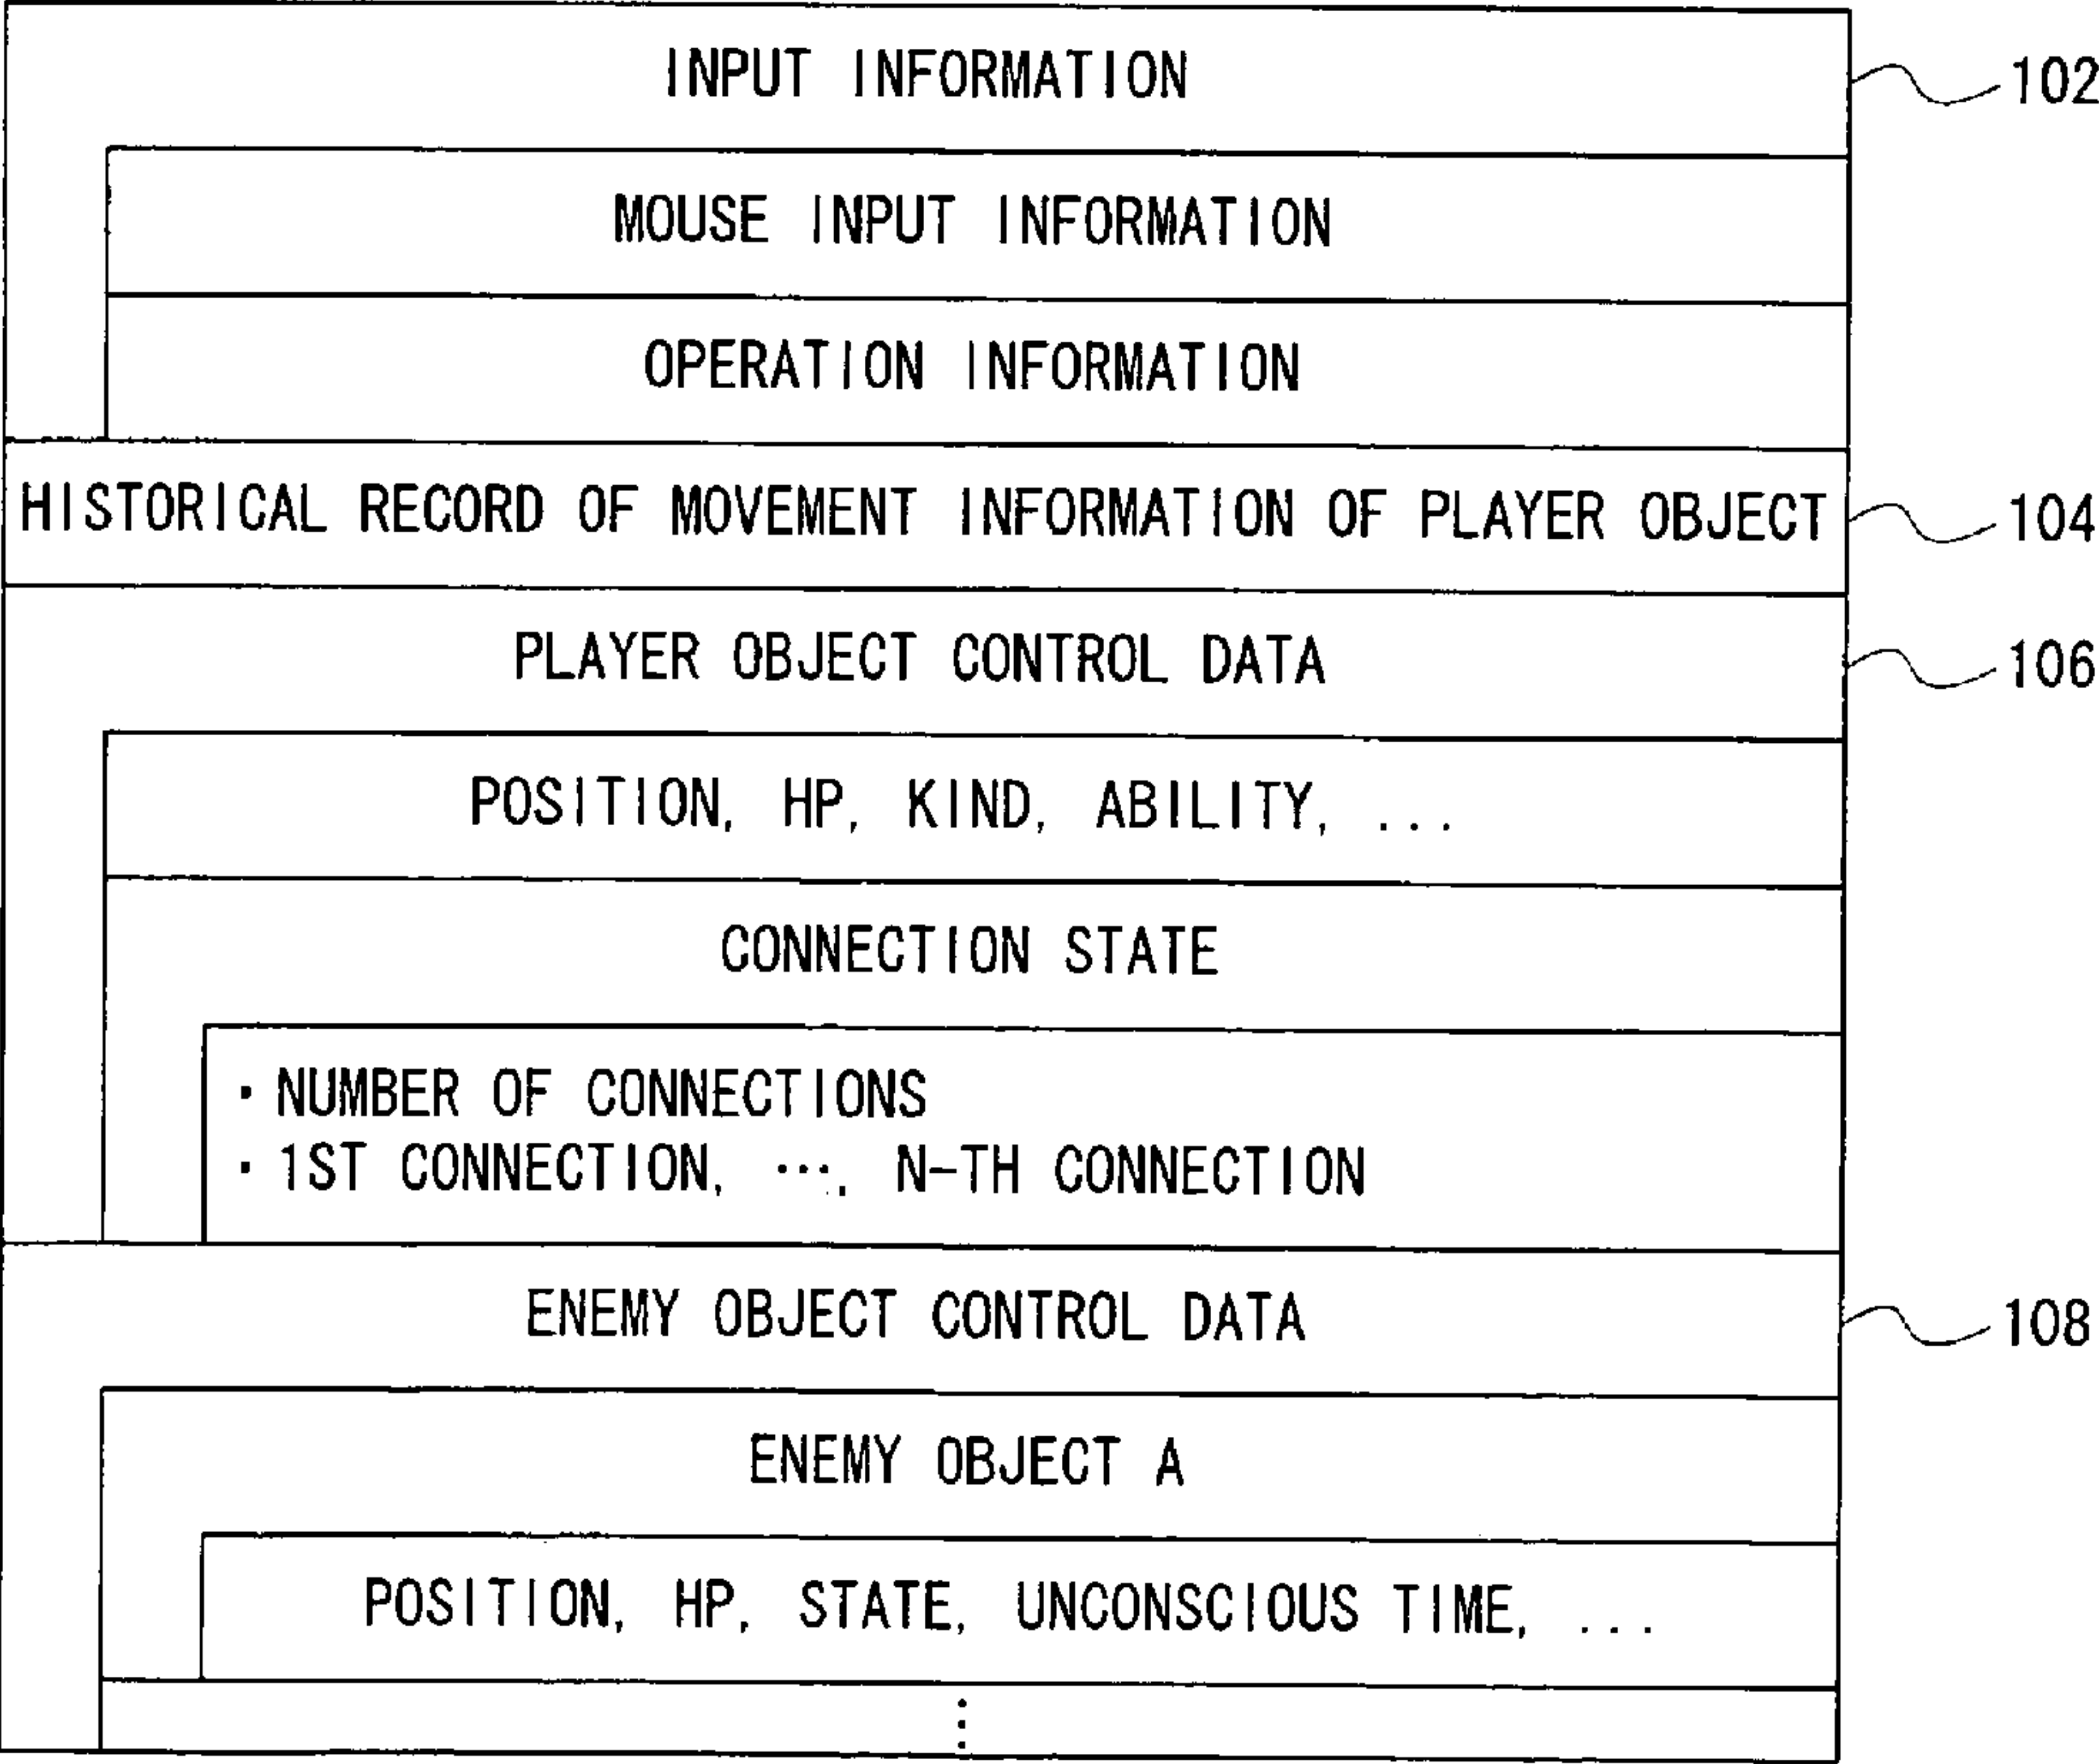 INPUT INFORMATION 102
MOUSE INPUT INFORMATION
OPERATION INFORMATION
HISTORICAL RECORD OF MOVEMENT INFORMATION OF PLAYER OBJECT 104
PLAYER OBJECT CONTROL DATA 106
POSITION, HP, KIND, ABILITY, ...
CONNECTION STATE
・NUMBER OF CONNECTIONS
・1ST CONNECTION, ..., N-TH CONNECTION
ENEMY OBJECT CONTROL DATA 108
ENEMY OBJECT A
POSITION, HP, STATE, UNCONSCIOUS TIME, ...
⋮